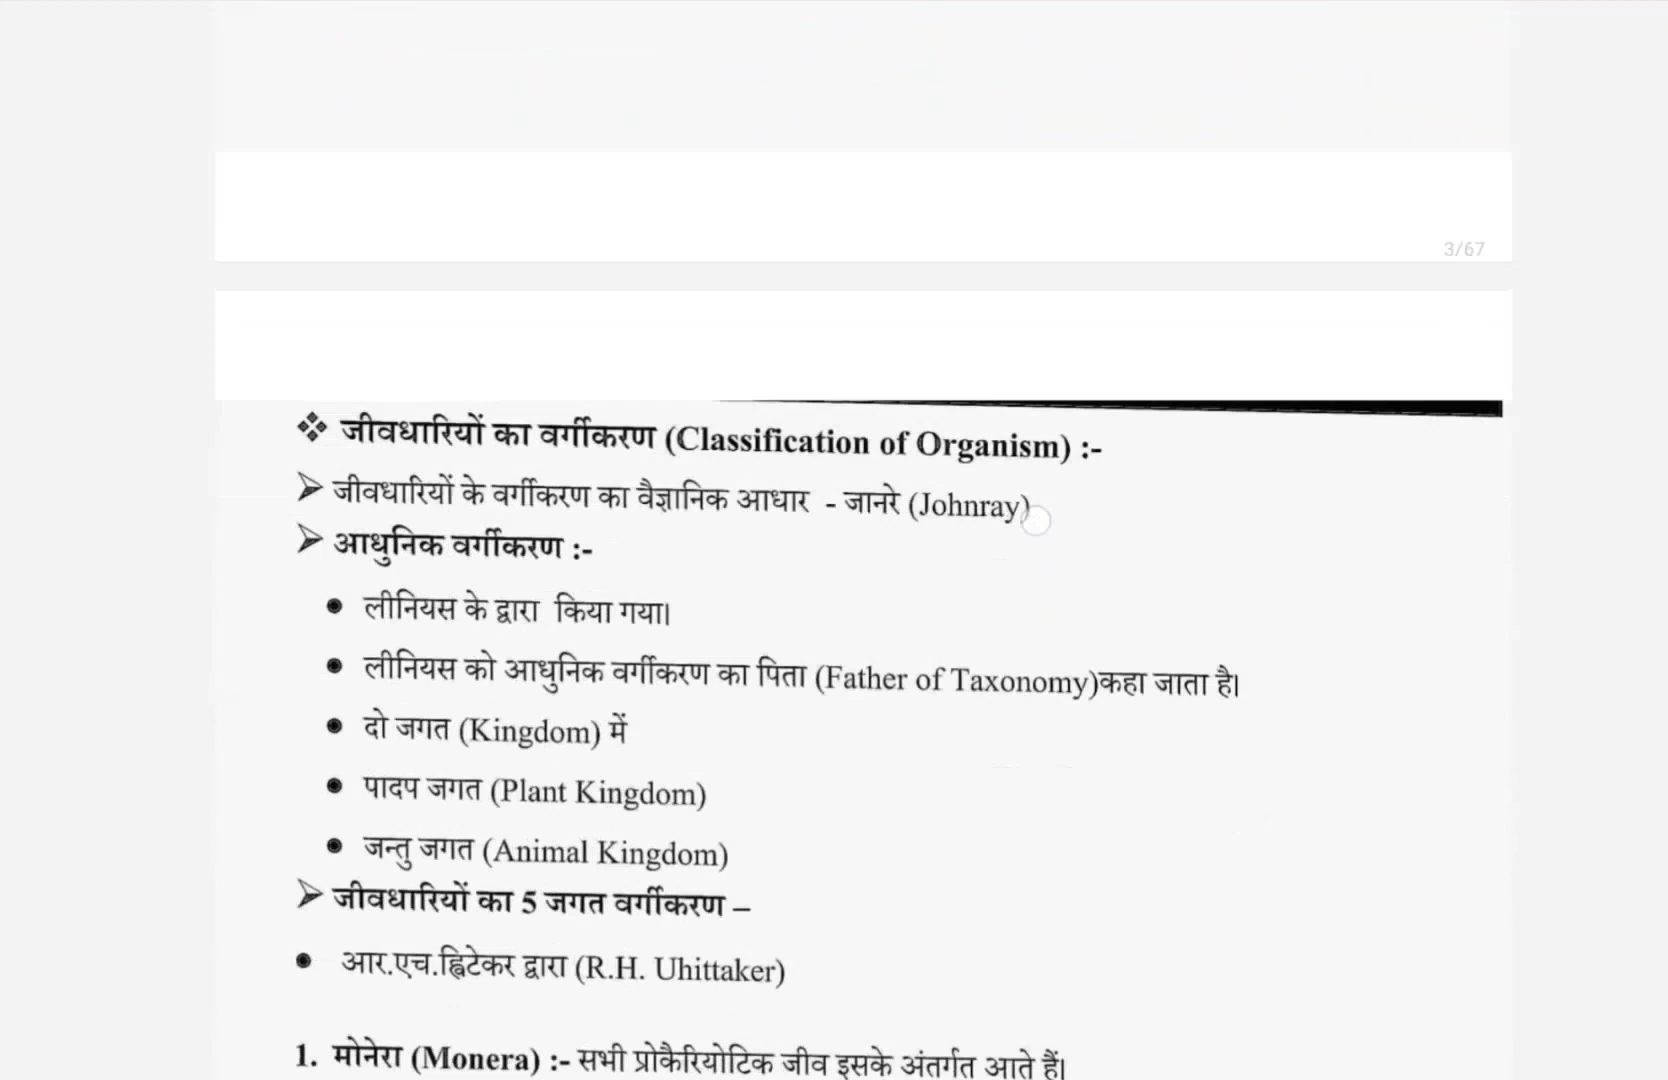 3/67
❖ जीवधारियों का वर्गीकरण (Classification of Organism) :-
➢ जीवधारियों के वर्गीकरण का वैज्ञानिक आधार - जानरे (Johnray)
➢ आधुनिक वर्गीकरण :-
● लीनियस के द्वारा किया गया।
● लीनियस को आधुनिक वर्गीकरण का पिता (Father of Taxonomy)कहा जाता है।
● दो जगत (Kingdom) में
● पादप जगत (Plant Kingdom)
● जन्तु जगत (Animal Kingdom)
➢ जीवधारियों का 5 जगत वर्गीकरण –
● आर.एच.ह्विटेकर द्वारा (R.H. Uhittaker)
1. मोनेरा (Monera) :- सभी प्रोकैरियोटिक जीव इसके अंतर्गत आते हैं।